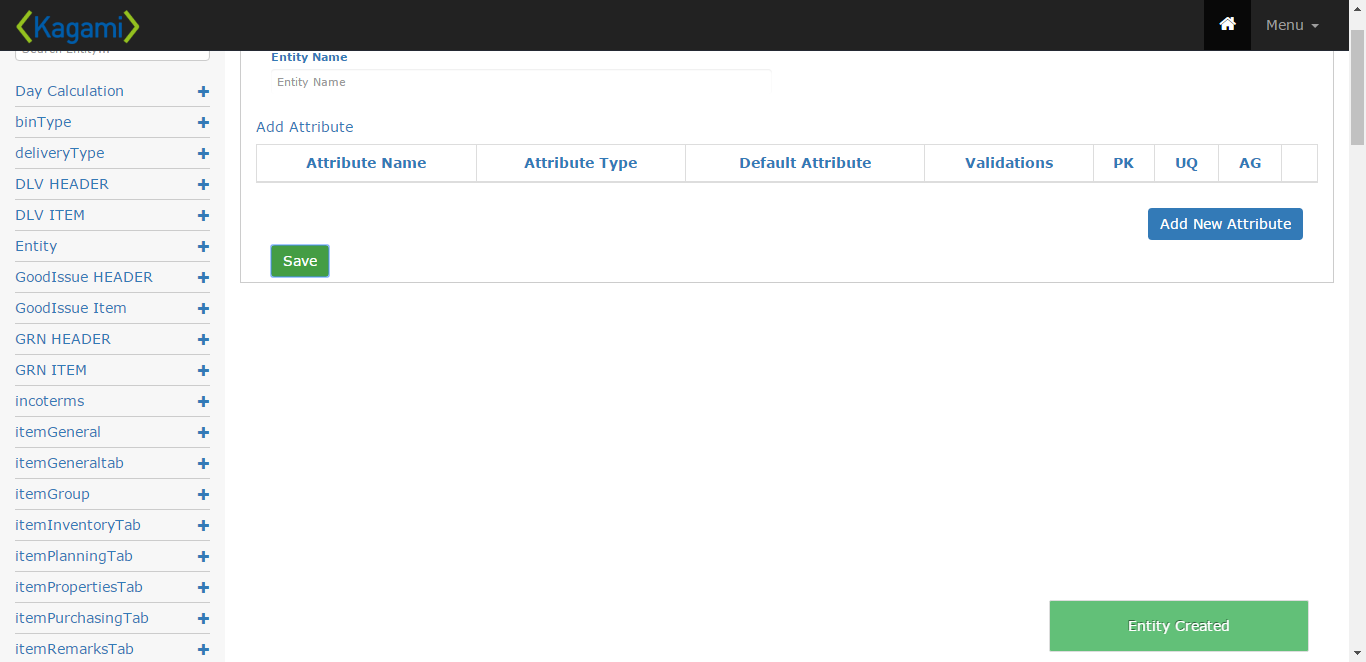 Kagami
Menu
Search Entity...
Day Calculation
binType
deliveryType
DLV HEADER
DLV ITEM
Entity
GoodIssue HEADER
GoodIssue Item
GRN HEADER
GRN ITEM
incoterms
itemGeneral
itemGeneraltab
itemGroup
itemInventoryTab
itemPlanningTab
itemPropertiesTab
itemPurchasingTab
itemRemarksTab
Entity Name
Entity Name
Add Attribute
Attribute Name Attribute Type Default Attribute Validations PK UQ AG
Add New Attribute
Save
Entity Created